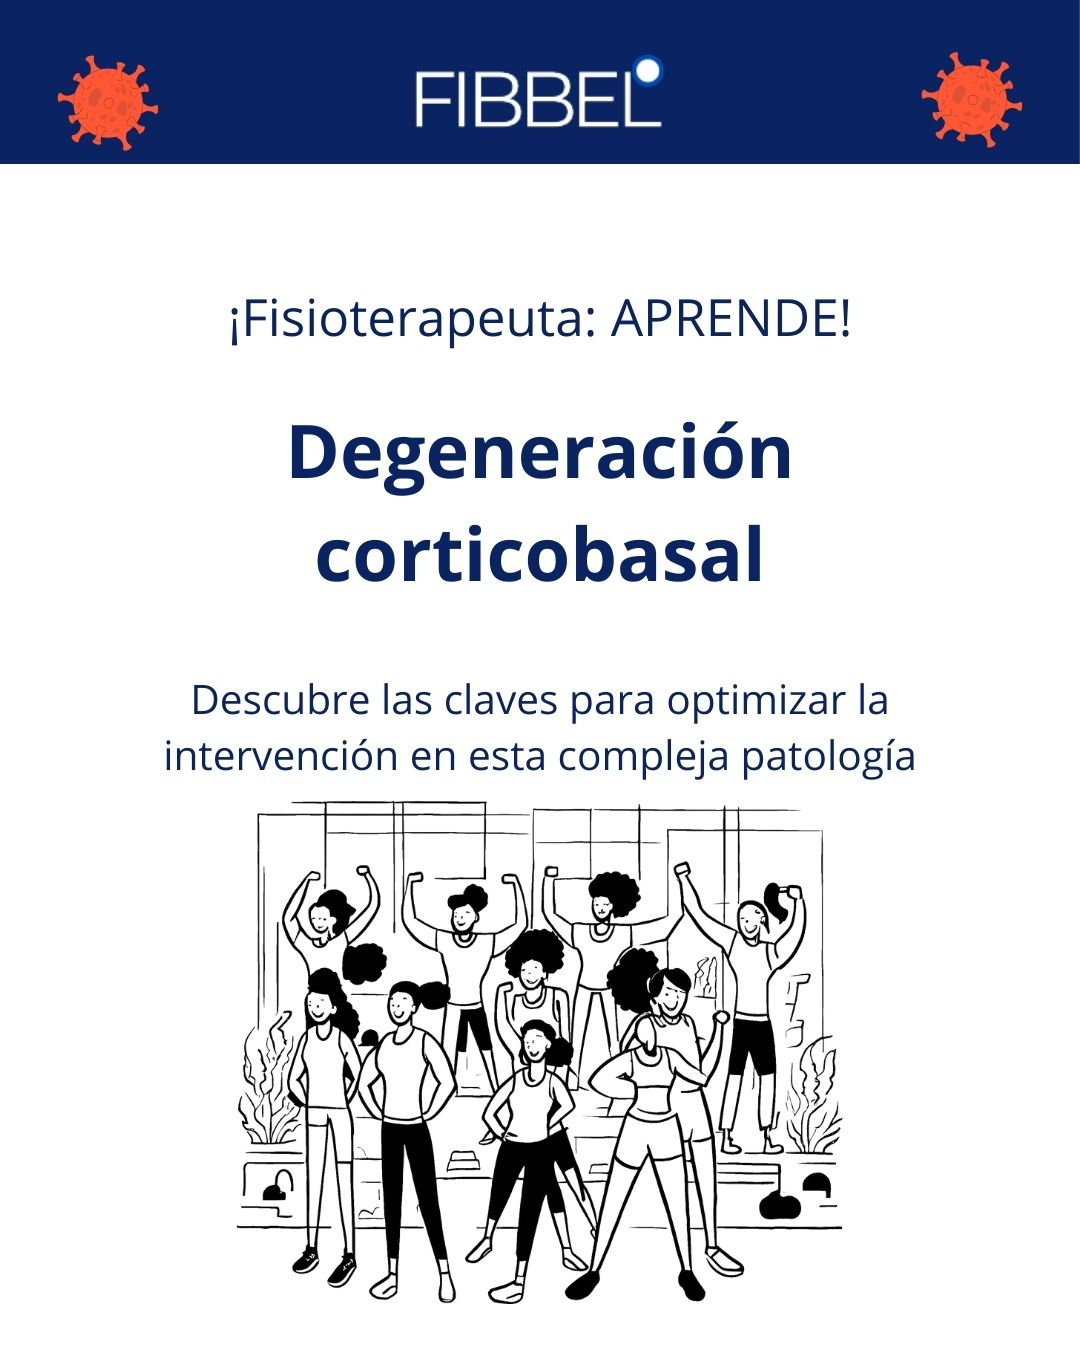 FIBBEL
¡Fisioterapeuta: APRENDE!
Degeneración
corticobasal
Descubre las claves para optimizar la
intervención en esta compleja patología